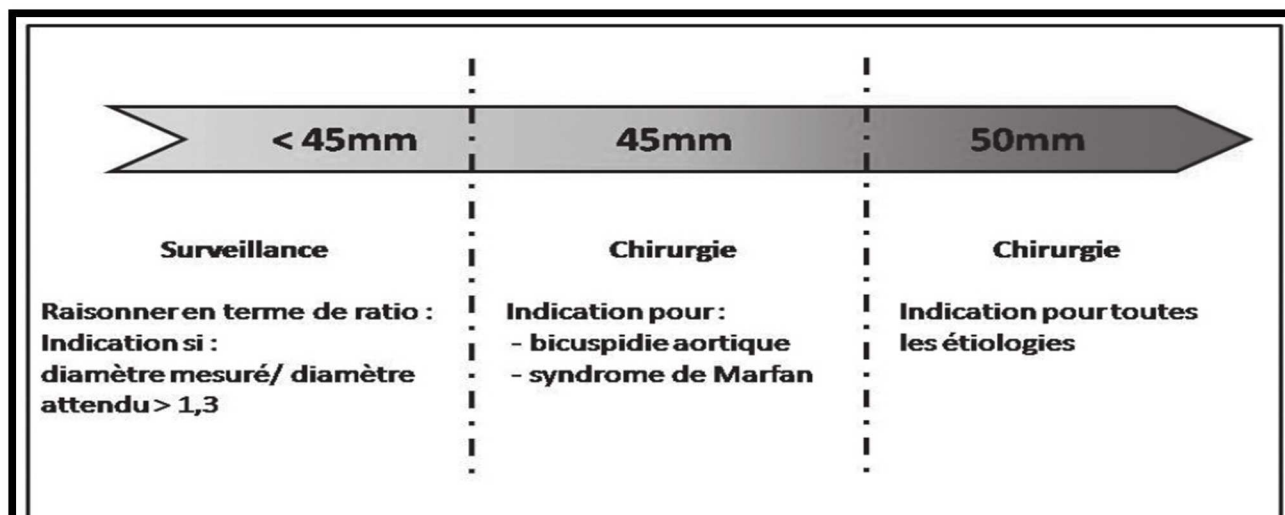 < 45mm
45mm
50mm
Surveillance
Raisonner en terme de ratio :
Indication si :
diamètre mesuré/ diamètre
attendu > 1,3
Chirurgie
Indication pour :
- bicuspidie aortique
- syndrome de Marfan
Chirurgie
Indication pour toutes
les étiologies